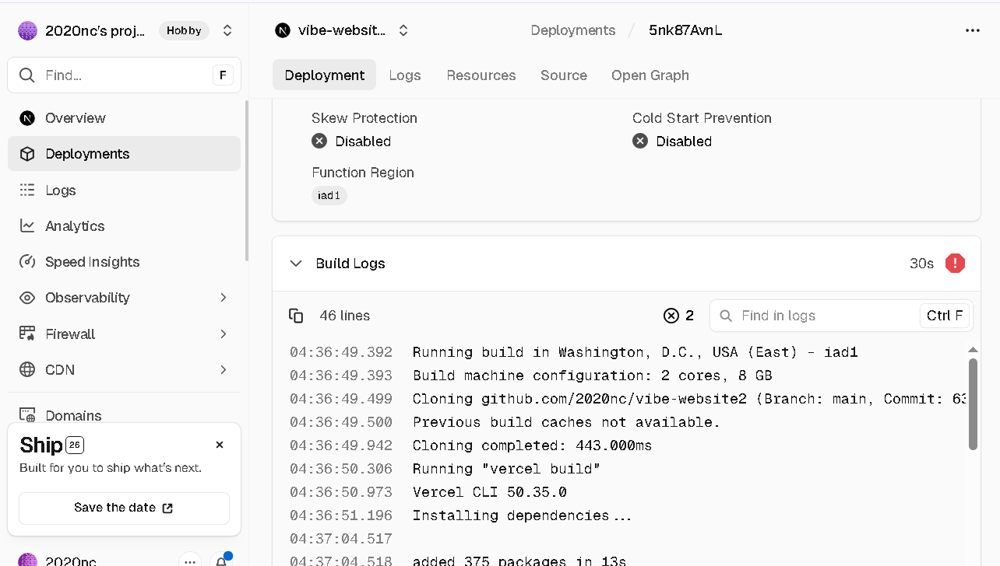 2020nc's proj... Hobby
Find... F
Overview
Deployments
Logs
Analytics
Speed Insights
Observability
Firewall
CDN
Domains
Ship 26
Built for you to ship what's next.
Save the date
2020nc
vibe-websit...
Deployments / 5nk87AvnL
Deployment Logs Resources Source Open Graph
Skew Protection Cold Start Prevention
Disabled Disabled
Function Region
iad1
Build Logs 30s
46 lines 2 Find in logs Ctrl F
04:36:49.392 Running build in Washington, D.C., USA (East) – iad1
04:36:49.393 Build machine configuration: 2 cores, 8 GB
04:36:49.499 Cloning github.com/2020nc/vibe-website2 (Branch: main, Commit: 63
04:36:49.500 Previous build caches not available.
04:36:49.942 Cloning completed: 443.000ms
04:36:50.306 Running "vercel build"
04:36:50.973 Vercel CLI 50.35.0
04:36:51.196 Installing dependencies...
04:37:04.517
04:37:04.518 added 375 packages in 13s